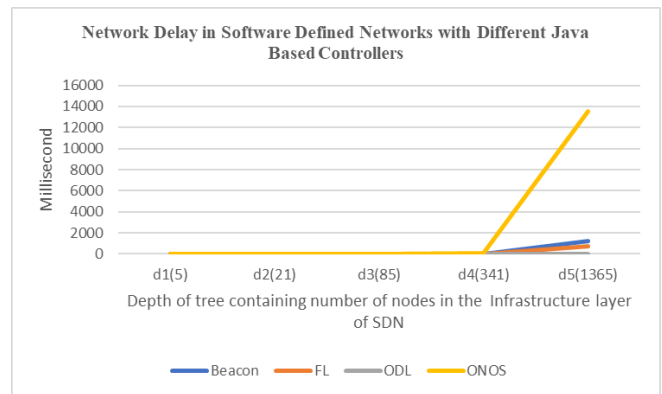 Network Delay in Software Defined Networks with Different Java
Based Controllers
16000
14000
12000
10000
8000
6000
4000
2000
0
Millisecond
d1(5) d2(21) d3(85) d4(341) d5(1365)
Depth of tree containing number of nodes in the Infrastructure layer
of SDN
Beacon FL ODL ONOS